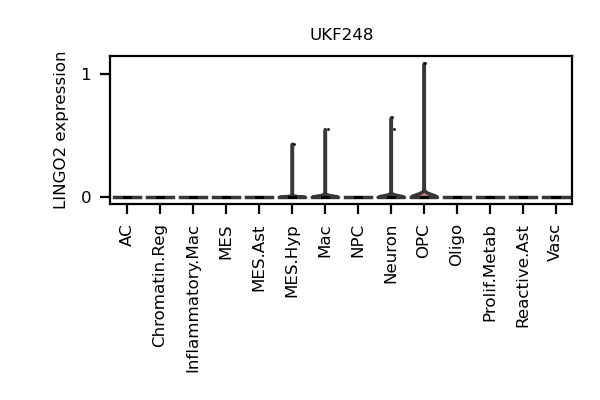 UKF248
LINGO2 expression
1
0
AC
Chromatin.Reg
Inflammatory.Mac
MES
MES.Ast
MES.Hyp
Mac
NPC
Neuron
OPC
Oligo
Prolif.Metab
Reactive.Ast
Vasc